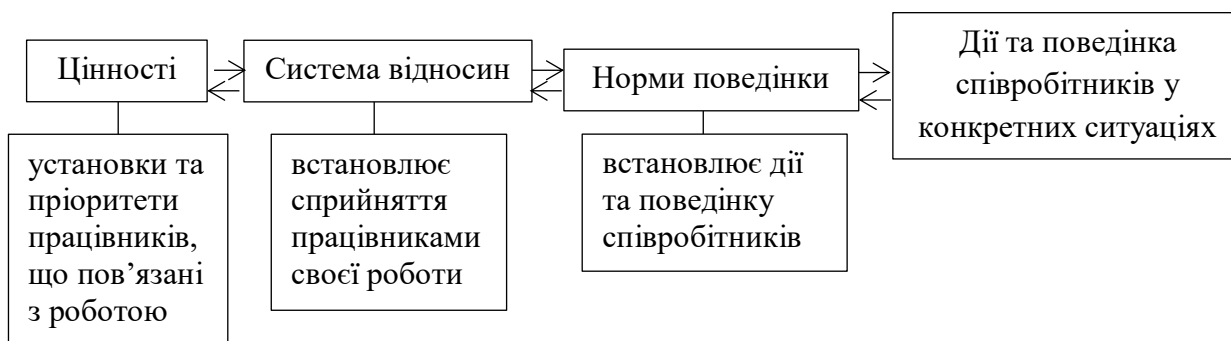 Цінності
Система відносин
Норми поведінки
Дії та поведінка
співробітників у
конкретних ситуаціях
установки та
пріоритети
працівників,
що пов’язані
з роботою
встановлює
сприйняття
працівниками
своєї роботи
встановлює дії
та поведінку
співробітників